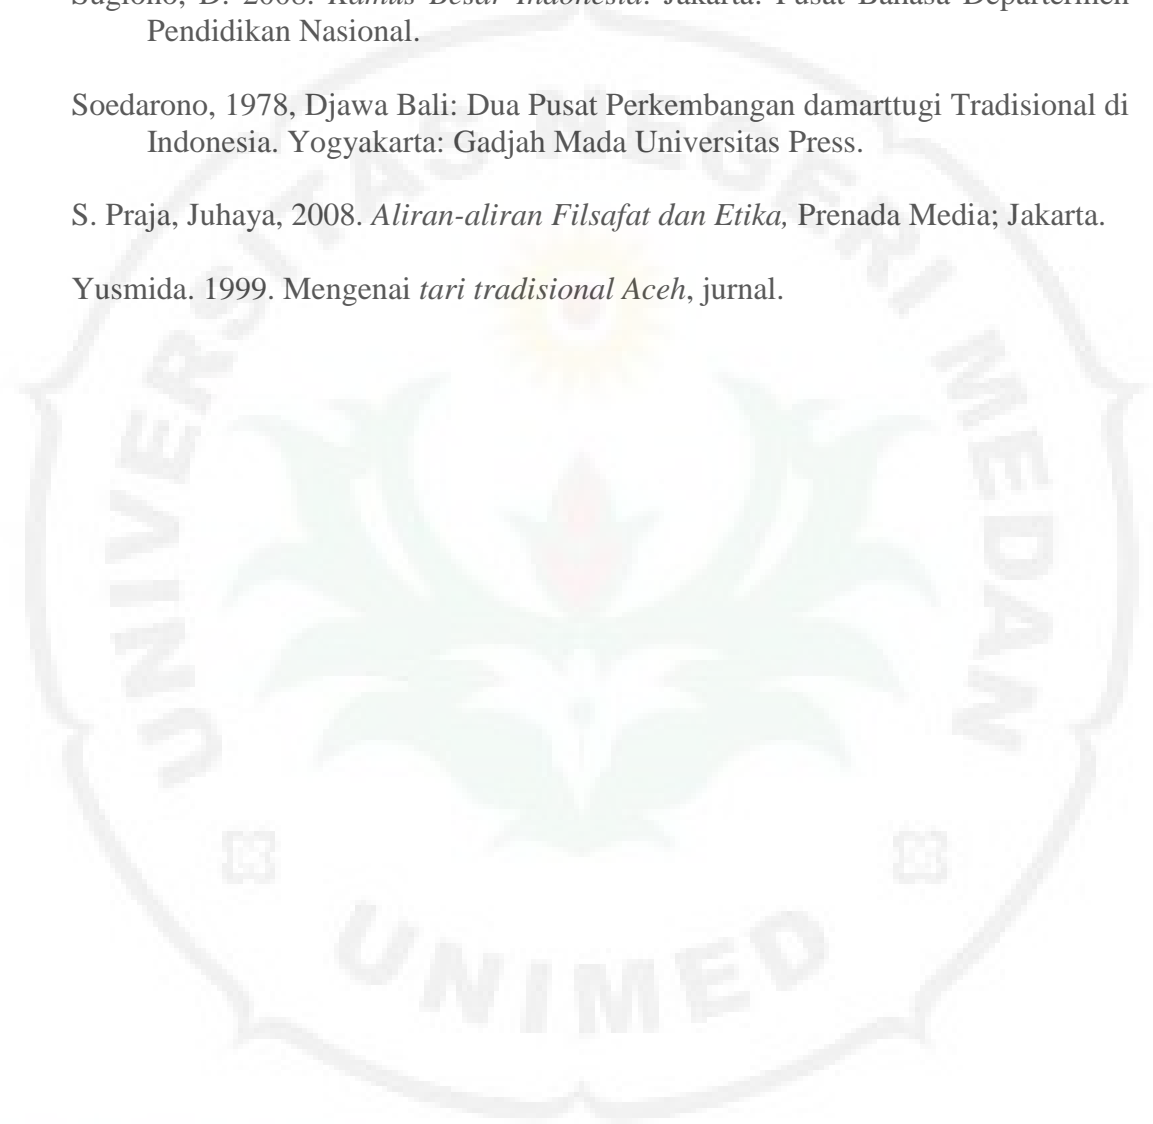 Sugiono, D. 2008. Kamus Besar Indonesia. Jakarta: Pusat Bahasa Departermen
Pendidikan Nasional.
Soedarono, 1978, Djawa Bali: Dua Pusat Perkembangan damarttugi Tradisional di
Indonesia. Yogyakarta: Gadjah Mada Universitas Press.
S. Praja, Juhaya, 2008. Aliran-aliran Filsafat dan Etika, Prenada Media; Jakarta.
Yusmida. 1999. Mengenai tari tradisional Aceh, jurnal.
UNIVERSITAS NEGERI MEDAN
UNIMED